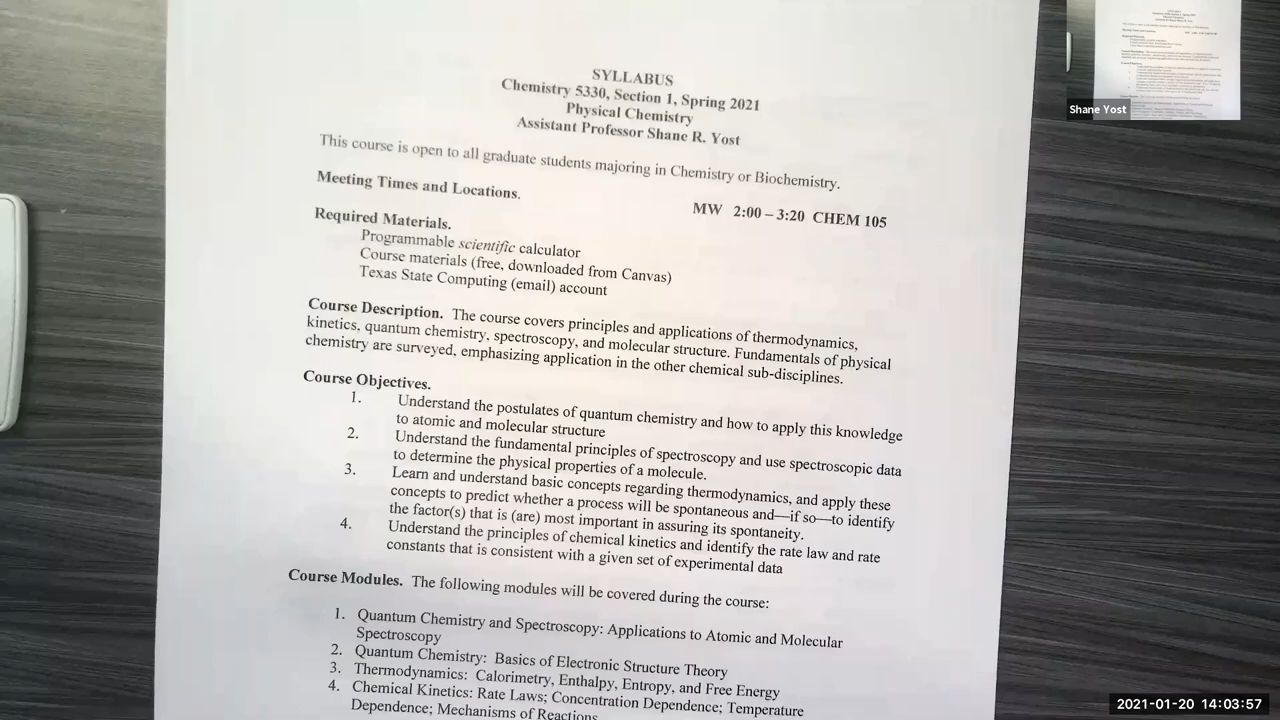 SYLLABUS
Chemistry 5330, Section 1, Spring 2021
Physical Chemistry
Assistant Professor Shane R. Yost
This course is open to all graduate students majoring in Chemistry or Biochemistry.
Meeting Times and Locations.
MW 2:00 – 3:20 CHEM 105
Required Materials.
Programmable scientific calculator
Course materials (free, downloaded from Canvas)
Texas State Computing (email) account
Course Description. The course covers principles and applications of thermodynamics,
kinetics, quantum chemistry, spectroscopy, and molecular structure. Fundamentals of physical
chemistry are surveyed, emphasizing application in the other chemical sub-disciplines.
Course Objectives.
1. Understand the postulates of quantum chemistry and how to apply this knowledge
to atomic and molecular structure
2. Understand the fundamental principles of spectroscopy and use spectroscopic data
to determine the physical properties of a molecule.
3. Learn and understand basic concepts regarding thermodynamics, and apply these
concepts to predict whether a process will be spontaneous and—if so—to identify
the factor(s) that is (are) most important in assuring its spontaneity.
4. Understand the principles of chemical kinetics and identify the rate law and rate
constants that is consistent with a given set of experimental data
Course Modules. The following modules will be covered during the course:
1. Quantum Chemistry and Spectroscopy: Applications to Atomic and Molecular
Spectroscopy
2. Quantum Chemistry: Basics of Electronic Structure Theory
3. Thermodynamics: Calorimetry, Enthalpy, Entropy, and Free Energy
4. Chemical Kinetics: Rate Laws; Concentration Dependence; Temperature
Dependence; Mechanisms of Reactions
Shane Yost
2021-01-20 14:03:57